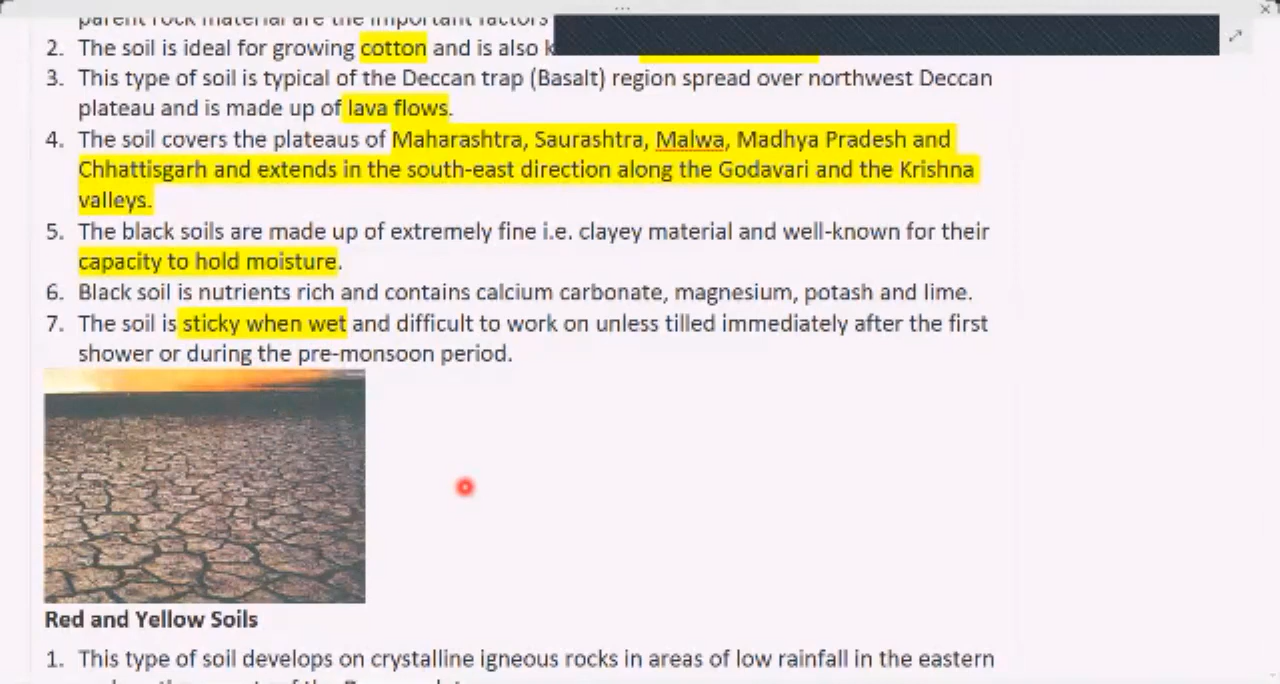 parent rock material are the important factors
2. The soil is ideal for growing cotton and is also k
3. This type of soil is typical of the Deccan trap (Basalt) region spread over northwest Deccan
plateau and is made up of lava flows.
4. The soil covers the plateaus of Maharashtra, Saurashtra, Malwa, Madhya Pradesh and
Chhattisgarh and extends in the south-east direction along the Godavari and the Krishna
valleys.
5. The black soils are made up of extremely fine i.e. clayey material and well-known for their
capacity to hold moisture.
6. Black soil is nutrients rich and contains calcium carbonate, magnesium, potash and lime.
7. The soil is sticky when wet and difficult to work on unless tilled immediately after the first
shower or during the pre-monsoon period.
Red and Yellow Soils
1. This type of soil develops on crystalline igneous rocks in areas of low rainfall in the eastern